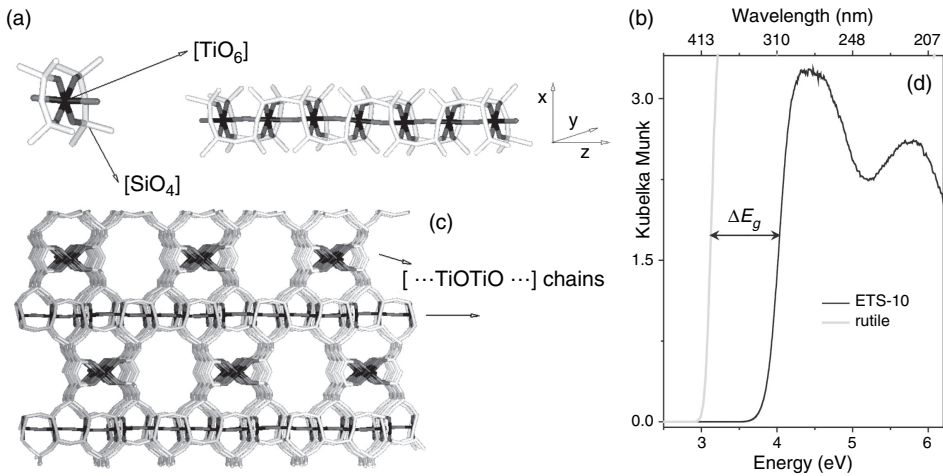 (a)
[TiO6]
[SiO4]
x
y
z
(c)
[ ···TiOTiO ···] chains
(b)
Wavelength (nm)
413 310 248 207
(d)
Kubelka Munk
3.0
1.5
0.0
ΔEg
ETS-10
rutile
3 4 5 6
Energy (eV)